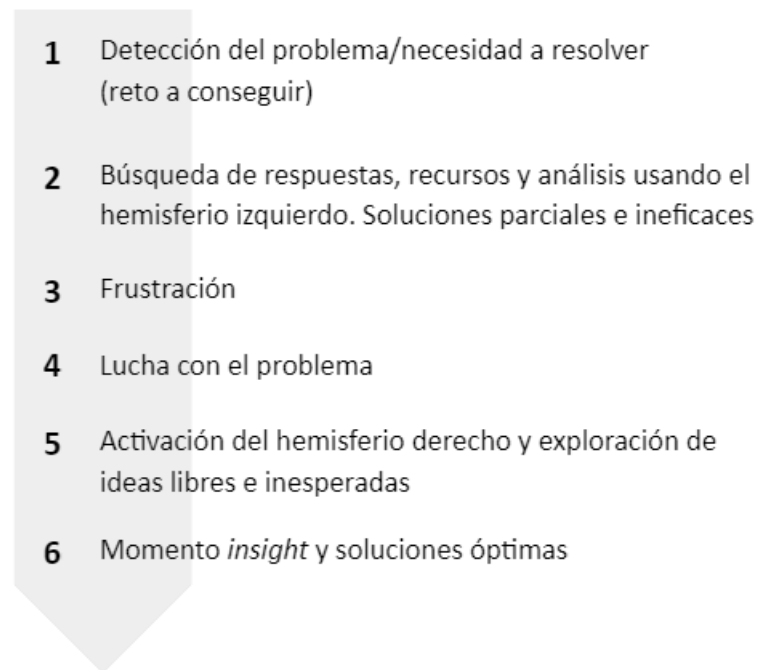 1 Detección del problema/necesidad a resolver
(reto a conseguir)
2 Búsqueda de respuestas, recursos y análisis usando el
hemisferio izquierdo. Soluciones parciales e ineficaces
3 Frustración
4 Lucha con el problema
5 Activación del hemisferio derecho y exploración de
ideas libres e inesperadas
6 Momento insight y soluciones óptimas